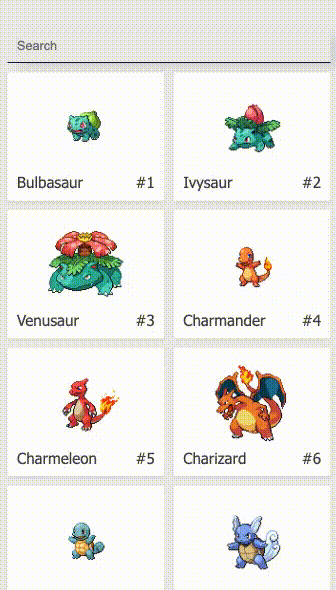 Search
Bulbasaur #1
Ivysaur #2
Venusaur #3
Charmander #4
Charmeleon #5
Charizard #6